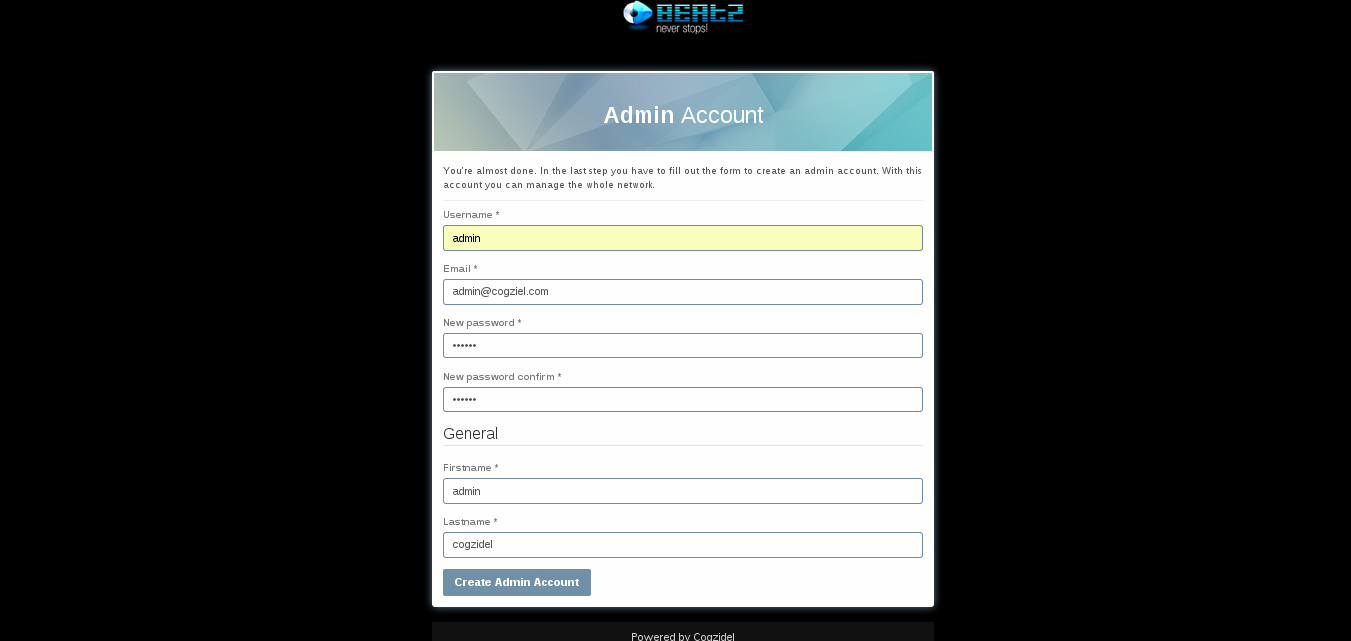 BEATZ
never stops!
Admin Account
You're almost done. In the last step you have to fill out the form to create an admin account. With this
account you can manage the whole network.
Username *
admin
Email *
admin@cogziel.com
New password *
••••••
New password confirm *
••••••
General
Firstname *
admin
Lastname *
cogzidel
Create Admin Account
Powered by Cogzidel